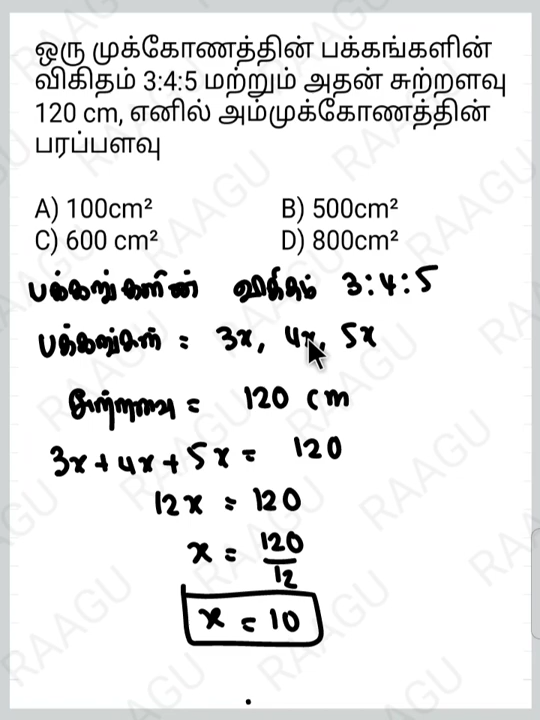 ஒரு முக்கோணத்தின் பக்கங்களின்
விகிதம் 3:4:5 மற்றும் அதன் சுற்றளவு
120 cm, எனில் அம்முக்கோணத்தின்
பரப்பளவு
A) 100cm² B) 500cm²
C) 600 cm² D) 800cm²
பக்கங்களின் விகிதம் 3:4:5
பக்கங்கள் = 3x, 4x, 5x
சுற்றளவு = 120 cm
3x+4x+5x = 120
12x = 120
x = 120/12
x = 10
RAAGU